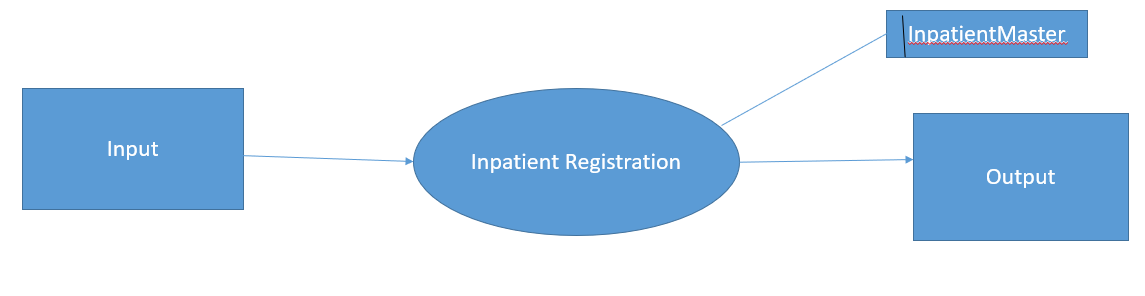 InpatientMaster
Input
Inpatient Registration
Output